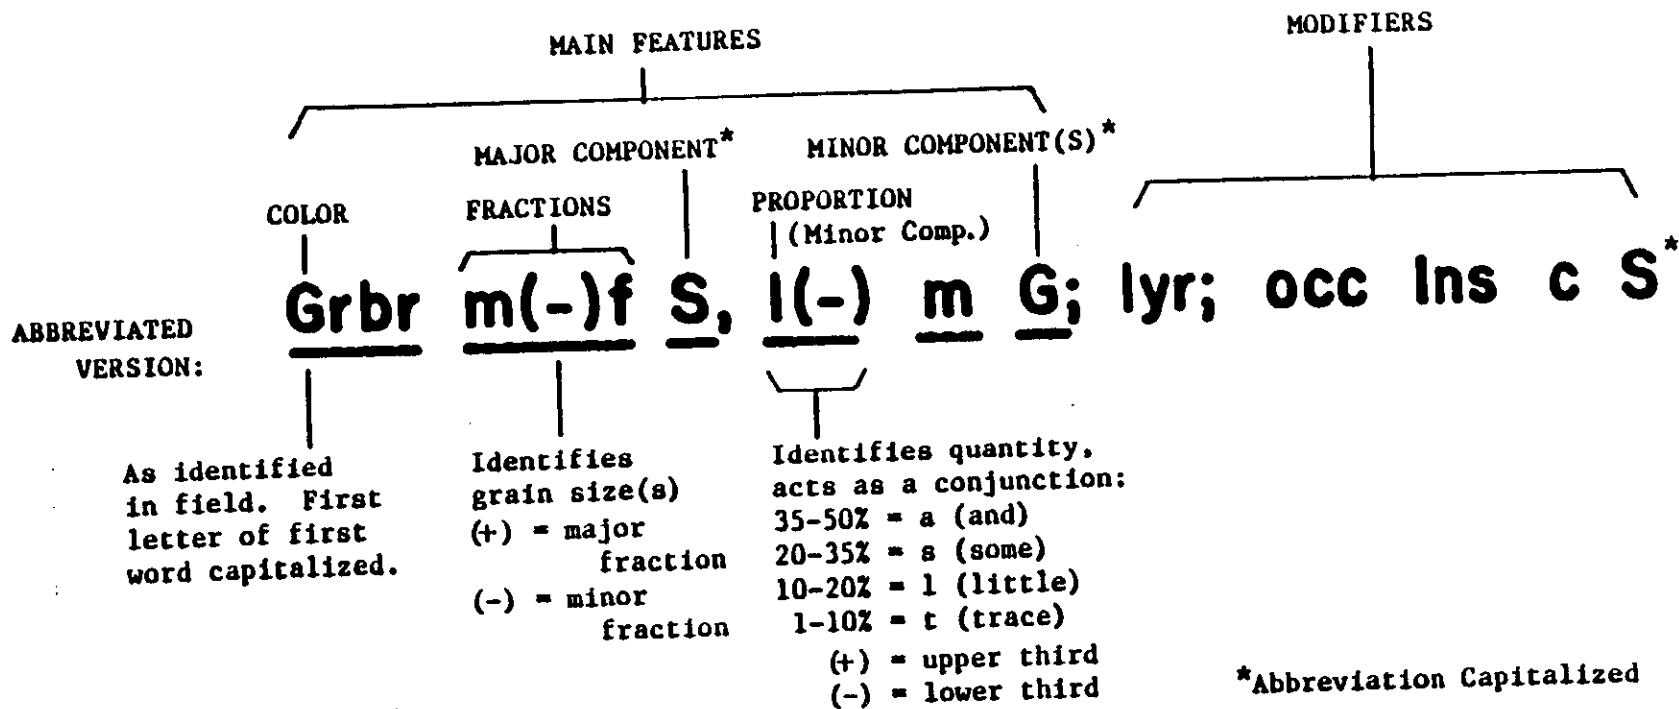 MAIN FEATURES
MODIFIERS
MAJOR COMPONENT*
MINOR COMPONENT(S)*
COLOR
FRACTIONS
PROPORTION
(Minor Comp.)
ABBREVIATED
VERSION:
Grbr m(-)f S, l(-) m G; lyr; occ lns c S*
As identified
in field. First
letter of first
word capitalized.
Identifies
grain size(s)
(+) = major
fraction
(-) = minor
fraction
Identifies quantity,
acts as a conjunction:
35-50% = a (and)
20-35% = s (some)
10-20% = l (little)
1-10% = t (trace)
(+) = upper third
(-) = lower third
*Abbreviation Capitalized